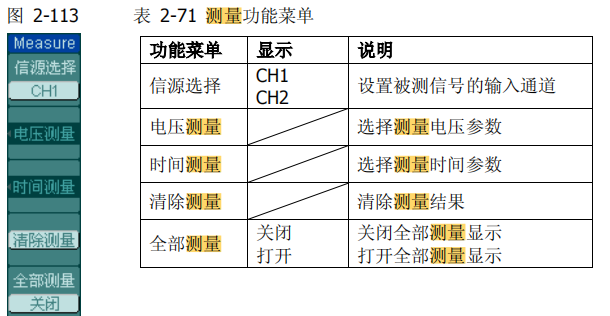 图 2-113
表 2-71 测量功能菜单
Measure
信源选择
CH1
电压测量
时间测量
清除测量
全部测量
关闭
功能菜单 显示 说明
信源选择 CH1 CH2 设置被测信号的输入通道
电压测量 选择测量电压参数
时间测量 选择测量时间参数
清除测量 清除测量结果
全部测量 关闭 关闭全部测量显示
打开 打开全部测量显示